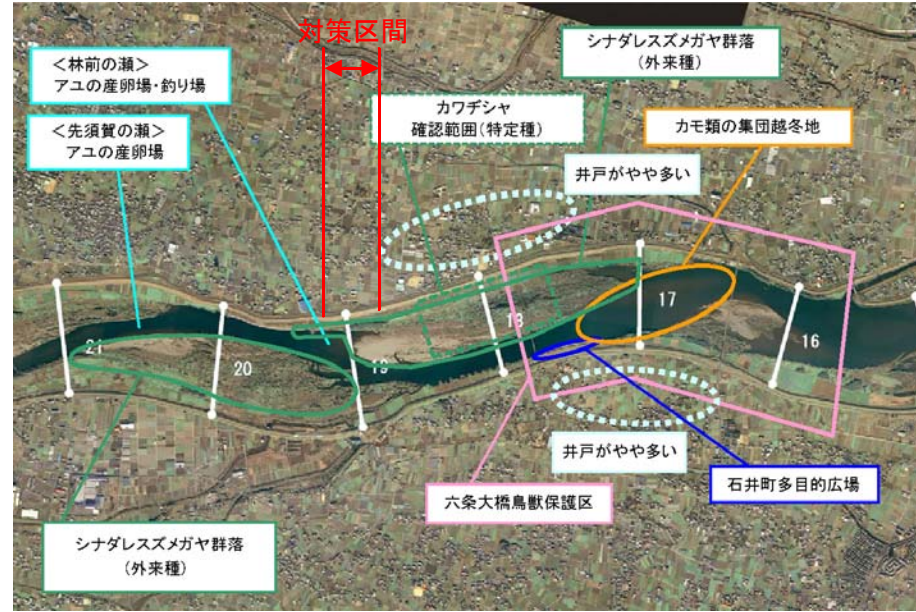 対策区間
シナダレスズメガヤ群落
(外来種)
<林前の瀬>
アユの産卵場・釣り場
カワヂシャ
確認範囲(特定種)
カモ類の集団越冬地
<先須賀の瀬>
アユの産卵場
井戸がやや多い
21
20
19
18
17
16
井戸がやや多い
六条大橋鳥獣保護区
石井町多目的広場
シナダレスズメガヤ群落
(外来種)